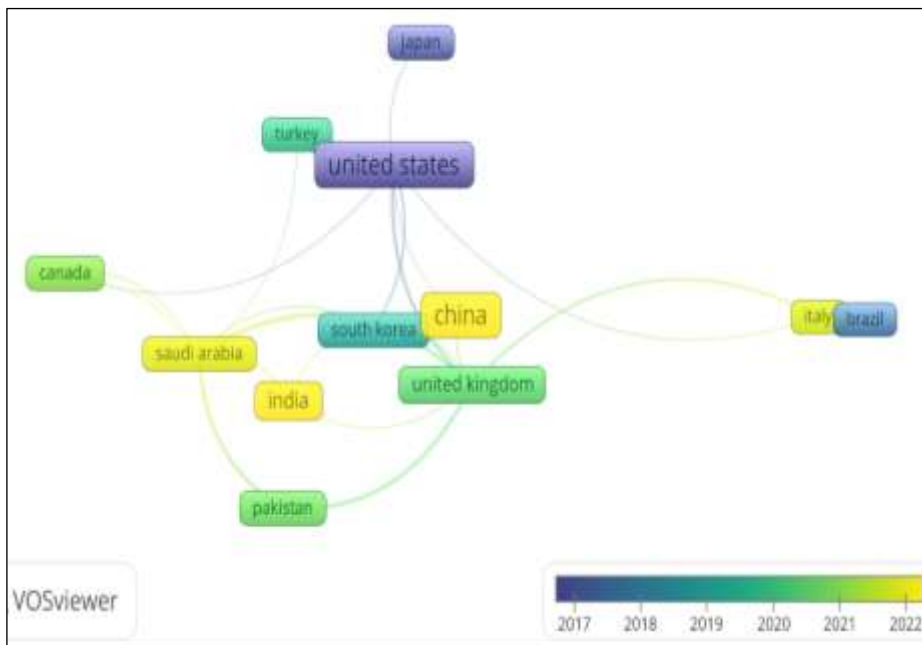 japan
turkey
united states
canada
china
italy
brazil
south korea
saudi arabia
united kingdom
india
pakistan
VOSviewer
2017 2018 2019 2020 2021 2022